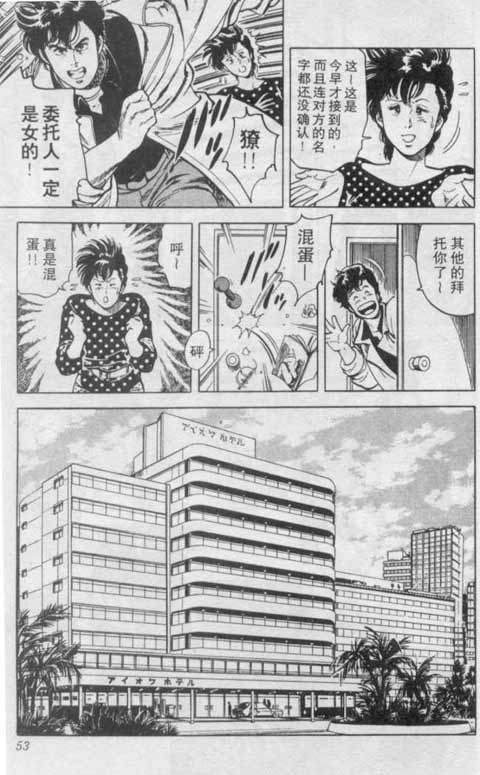 这～这是
今早才接到的，
而且连对方的名
字都还没确认！
獠!!
委托人一定
是女的！
其他的拜
托你了～
混蛋—
砰
呼～
真是混
蛋!!
アイオワホテル
アイオワホテル
53